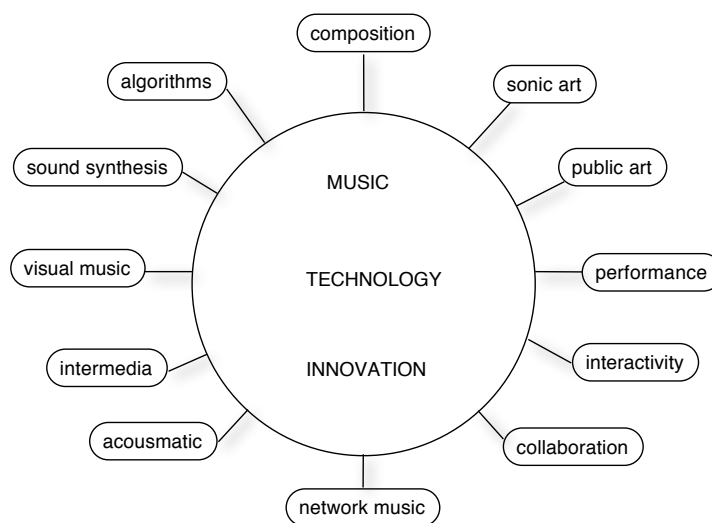 composition
algorithms
sonic art
sound synthesis
public art
MUSIC
visual music
performance
TECHNOLOGY
intermedia
interactivity
INNOVATION
acousmatic
collaboration
network music